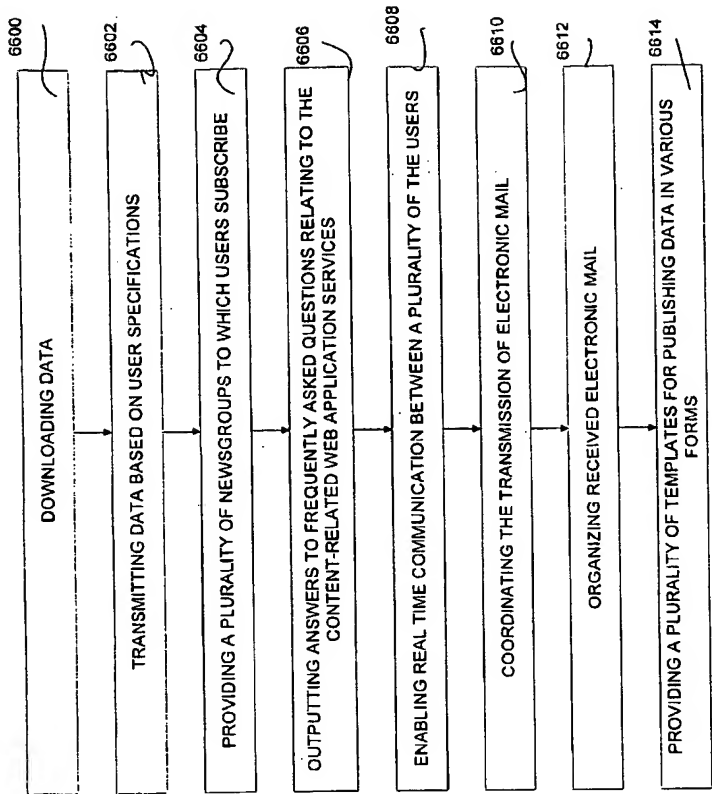 6600
DOWNLOADING DATA
6602
TRANSMITTING DATA BASED ON USER SPECIFICATIONS
6604
PROVIDING A PLURALITY OF NEWSGROUPS TO WHICH USERS SUBSCRIBE
6606
OUTPUTTING ANSWERS TO FREQUENTLY ASKED QUESTIONS RELATING TO THE
CONTENT-RELATED WEB APPLICATION SERVICES
6608
ENABLING REAL TIME COMMUNICATION BETWEEN A PLURALITY OF THE USERS
6610
COORDINATING THE TRANSMISSION OF ELECTRONIC MAIL
6612
ORGANIZING RECEIVED ELECTRONIC MAIL
6614
PROVIDING A PLURALITY OF TEMPLATES FOR PUBLISHING DATA IN VARIOUS
FORMS